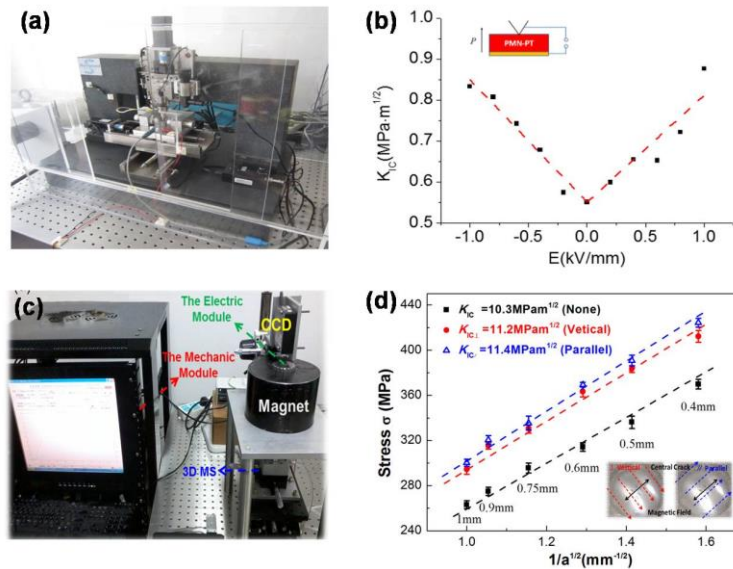 (a)
(b)
P
PMN-PT
K_IC(MPa·m^1/2)
1.0
0.9
0.8
0.7
0.6
0.5
-1.0 -0.5 0.0 0.5 1.0
E(kV/mm)
(c)
The Electric
Module
CCD
The Mechanic
Module
Magnet
3D MS
(d)
K_IC =10.3MPam^1/2 (None)
K_IC⊥ =11.2MPam^1/2 (Vetical)
=11.4MPam^1/2 (Parallel)
Stress σ (MPa)
440
400
360
320
280
240
0.4mm
0.5mm
0.6mm
0.75mm
0.9mm
1mm
Vertical
Central Crack
// Parallel
Magnetic Field
1.0 1.2 1.4 1.6
1/a^1/2(mm^-1/2)